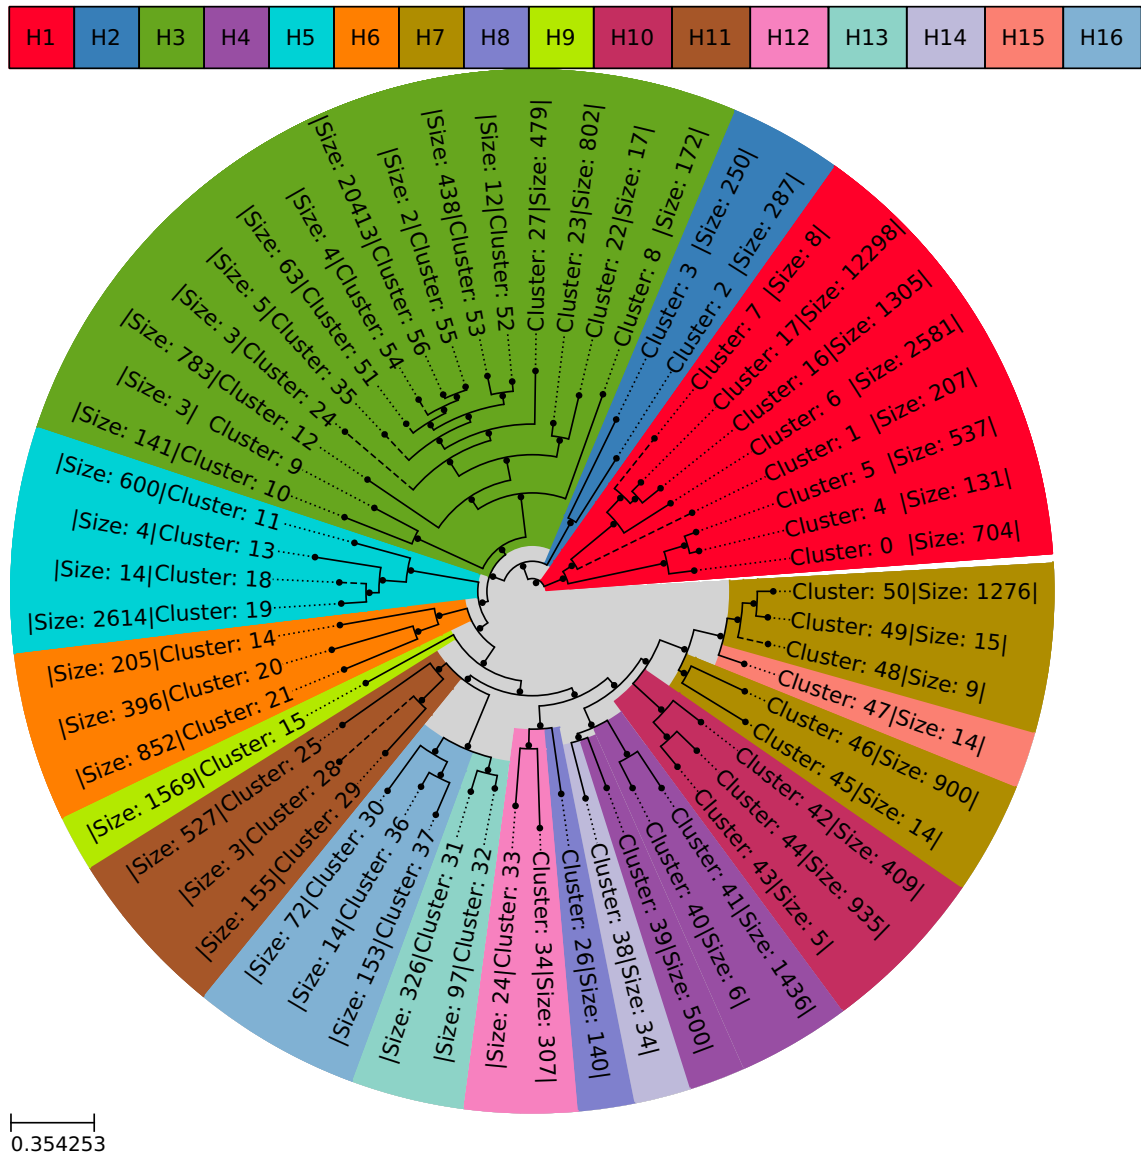 H1 H2 H3 H4 H5 H6 H7 H8 H9 H10 H11 H12 H13 H14 H15 H16
Cluster: 27|Size: 479|
Cluster: 23|Size: 802|
Cluster: 22|Size: 17|
Cluster: 8 |Size: 172|
Cluster: 3 |Size: 250|
Cluster: 2 |Size: 287|
Cluster: 7 |Size: 8|
Cluster: 17|Size: 12298|
Cluster: 16|Size: 1305|
Cluster: 6 |Size: 2581|
Cluster: 1 |Size: 207|
Cluster: 5 |Size: 537|
Cluster: 4 |Size: 131|
Cluster: 0 |Size: 704|
Cluster: 50|Size: 1276|
Cluster: 49|Size: 15|
Cluster: 48|Size: 9|
Cluster: 47|Size: 14|
Cluster: 46|Size: 900|
Cluster: 45|Size: 14|
Cluster: 42|Size: 409|
Cluster: 44|Size: 935|
Cluster: 43|Size: 5|
Cluster: 41|Size: 1436|
Cluster: 40|Size: 6|
Cluster: 39|Size: 500|
Cluster: 38|Size: 34|
Cluster: 26|Size: 140|
Cluster: 34|Size: 307|
|Size: 24|Cluster: 33
|Size: 97|Cluster: 32
|Size: 326|Cluster: 31
|Size: 153|Cluster: 37
|Size: 14|Cluster: 36
|Size: 72|Cluster: 30
|Size: 155|Cluster: 29
|Size: 3|Cluster: 28
|Size: 527|Cluster: 25
|Size: 1569|Cluster: 15
|Size: 852|Cluster: 21
|Size: 396|Cluster: 20
|Size: 205|Cluster: 14
|Size: 2614|Cluster: 19
|Size: 14|Cluster: 18
|Size: 4|Cluster: 13
|Size: 600|Cluster: 11
|Size: 141|Cluster: 10
|Size: 3| Cluster: 9
|Size: 783|Cluster: 12
|Size: 3|Cluster: 24
|Size: 5|Cluster: 35
|Size: 63|Cluster: 51
|Size: 4|Cluster: 54
|Size: 20413|Cluster: 56
|Size: 2|Cluster: 55
|Size: 438|Cluster: 53
|Size: 12|Cluster: 52
0.354253